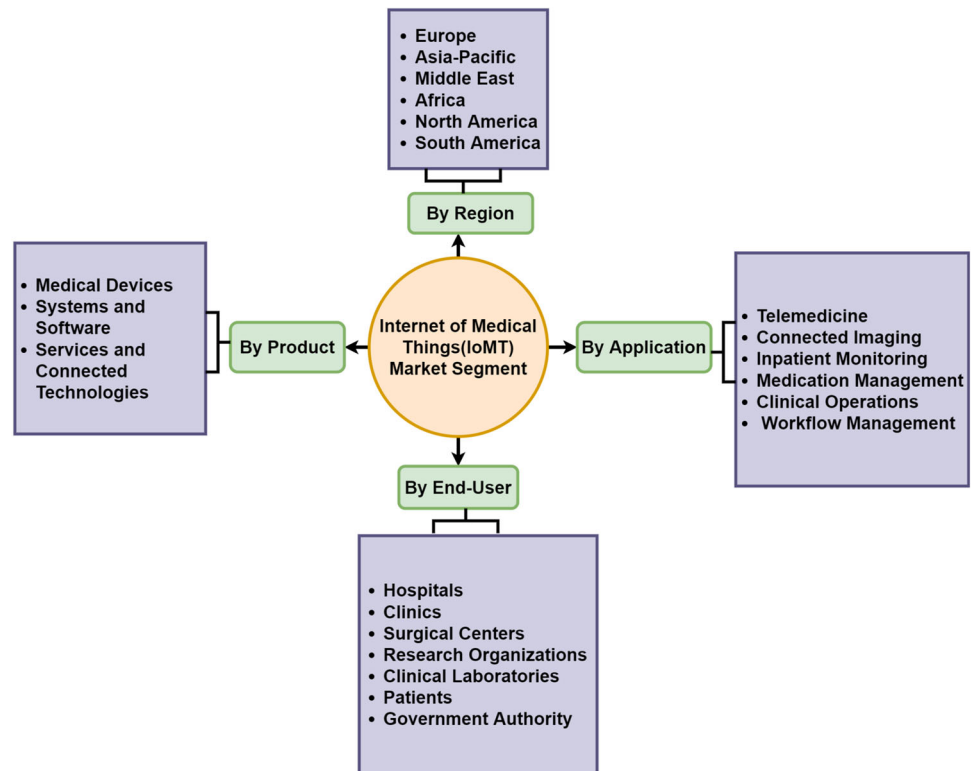 • Europe
• Asia-Pacific
• Middle East
• Africa
• North America
• South America
By Region
• Medical Devices
• Systems and
Software
• Services and
Connected
Technologies
By Product
Internet of Medical
Things(IoMT)
Market Segment
By Application
• Telemedicine
• Connected Imaging
• Inpatient Monitoring
• Medication Management
• Clinical Operations
• Workflow Management
By End-User
• Hospitals
• Clinics
• Surgical Centers
• Research Organizations
• Clinical Laboratories
• Patients
• Government Authority